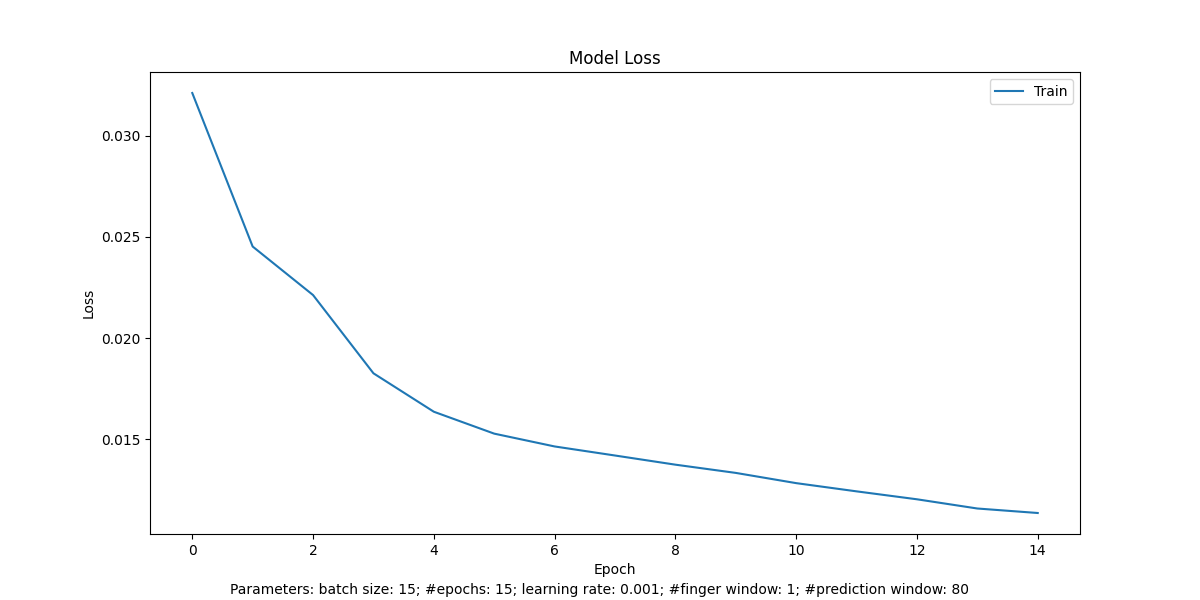 Model Loss
Train
0.030
0.025
0.020
0.015
Loss
0 2 4 6 8 10 12 14
Epoch
Parameters: batch size: 15; #epochs: 15; learning rate: 0.001; #finger window: 1; #prediction window: 80